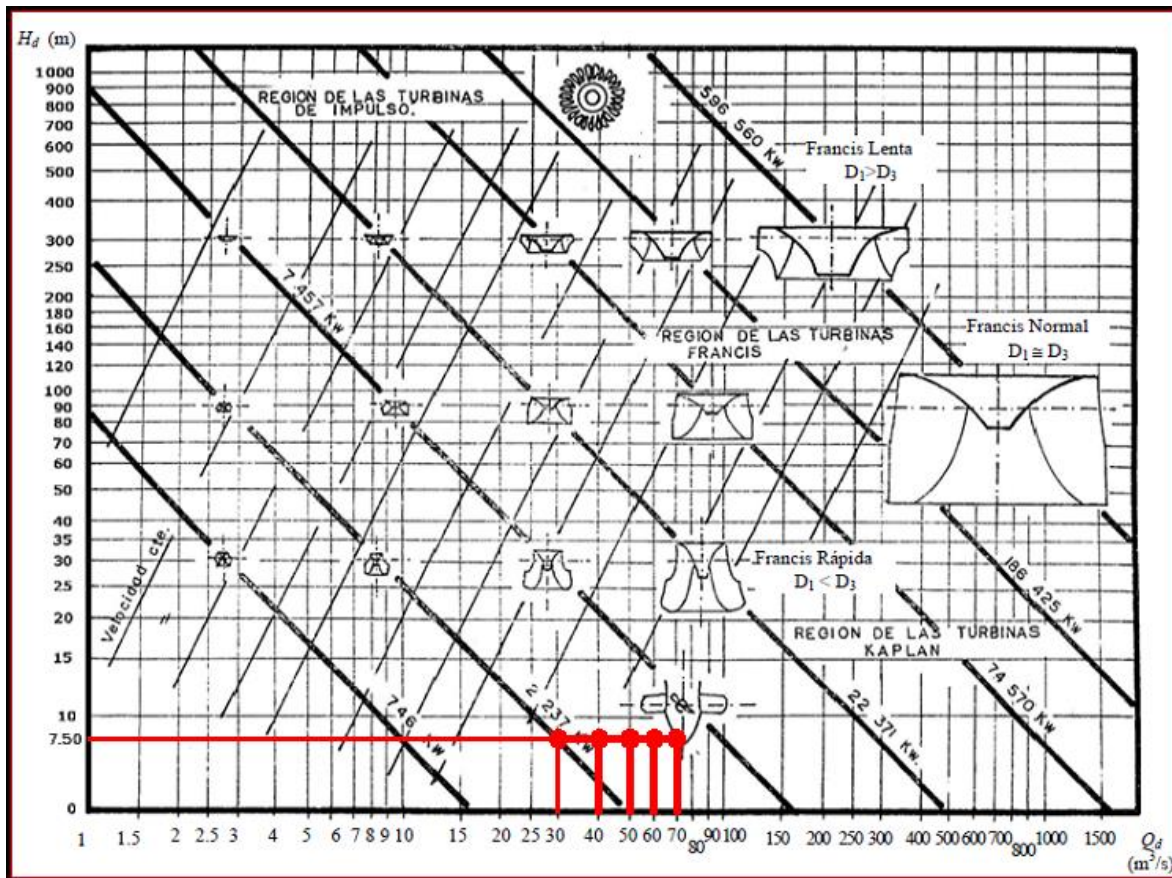 H_d (m)
1000
900
800
700
600
500
400
350
300
250
200
180
160
140
120
100
90
80
70
60
50
40
35
30
25
20
15
10
7.50
0
REGION DE LAS TURBINAS
DE IMPULSO.
596 560 KW
Francis Lenta
D₁>D₃
7 457 KW
REGION DE LAS TURBINAS
FRANCIS
Francis Normal
D₁ ≅ D₃
Velocidad cte.
Francis Rápida
D₁ < D₃
REGION DE LAS TURBINAS
KAPLAN
186 425 KW
74 570 KW
22 371 KW.
2 237 KW
746 KW
1 1.5 2 2.5 3 4 5 6 7 8 9 10 15 20 25 30 40 50 60 70 80 90 100 150 200 250 300 400 500 600 700 800 1000 1500 Q_d
(m³/s)